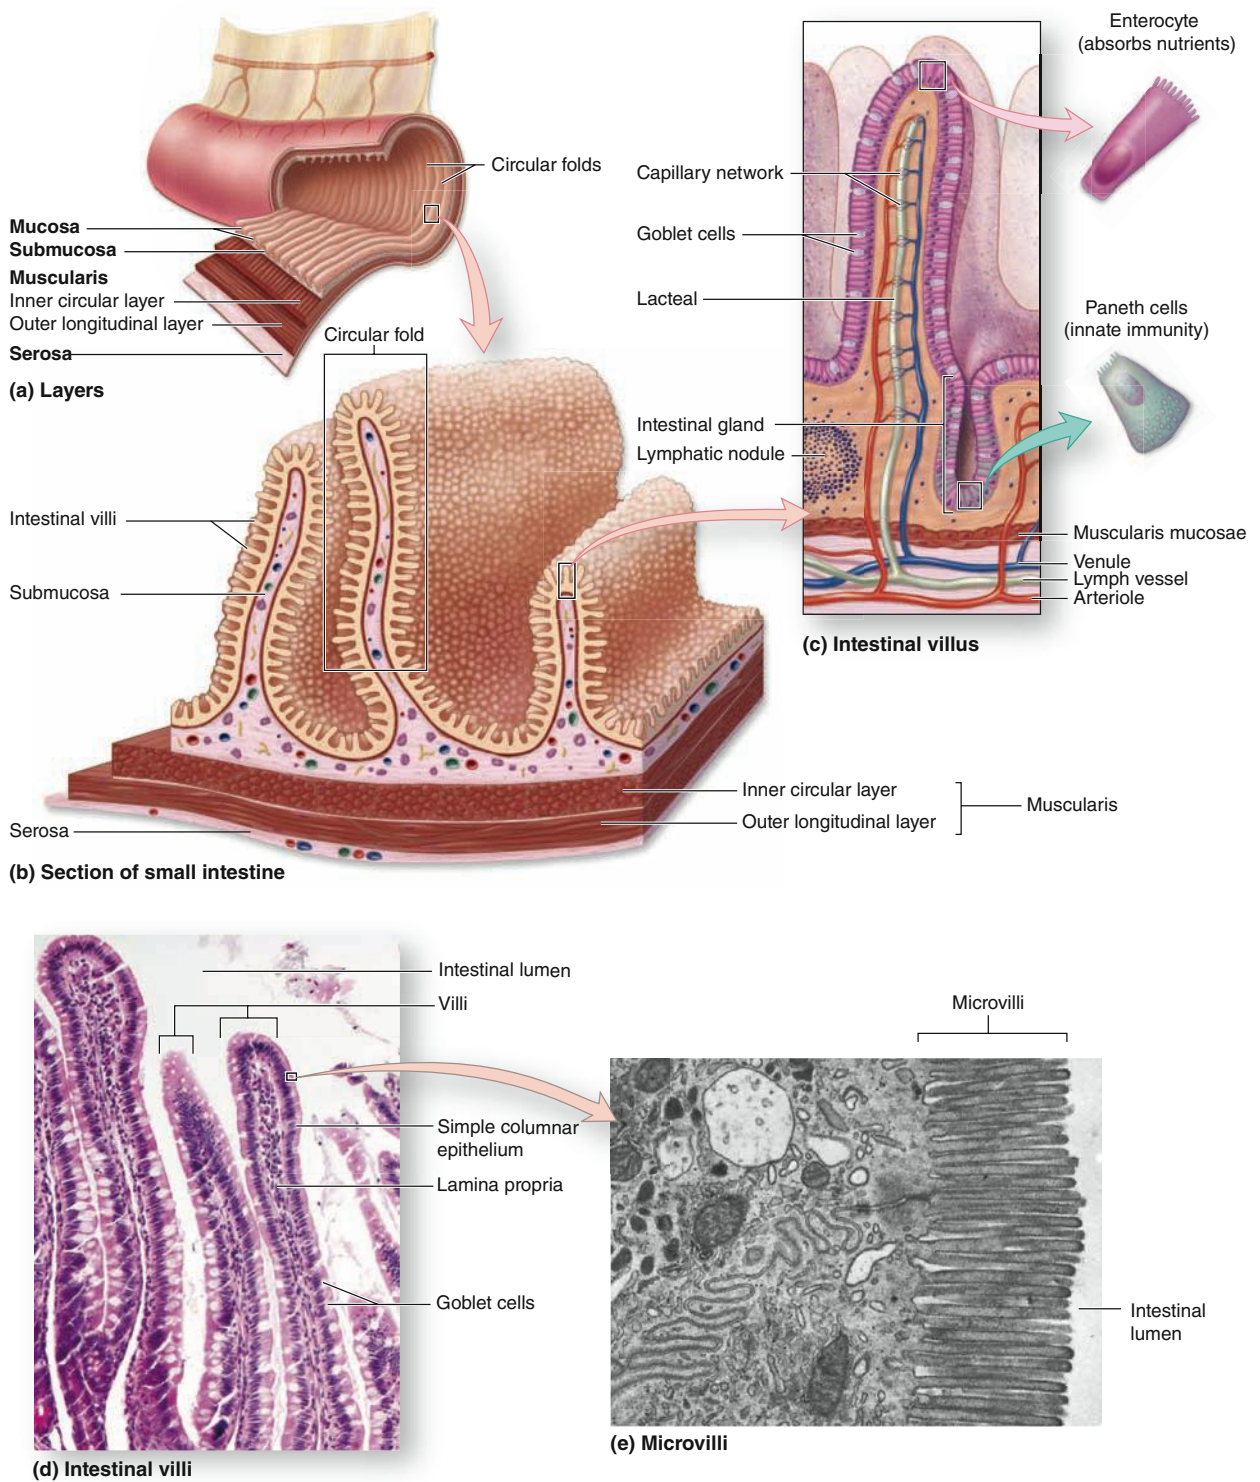 Circular folds
Mucosa
Submucosa
Muscularis
Inner circular layer
Outer longitudinal layer
Serosa
(a) Layers
Circular fold
Intestinal villi
Submucosa
Serosa
Inner circular layer
Outer longitudinal layer
Muscularis
(b) Section of small intestine
Enterocyte
(absorbs nutrients)
Capillary network
Goblet cells
Lacteal
Paneth cells
(innate immunity)
Intestinal gland
Lymphatic nodule
Muscularis mucosae
Venule
Lymph vessel
Arteriole
(c) Intestinal villus
Intestinal lumen
Villi
Simple columnar
epithelium
Lamina propria
Goblet cells
(d) Intestinal villi
Microvilli
Intestinal
lumen
(e) Microvilli